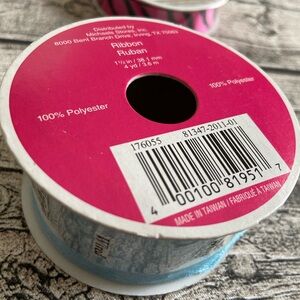 Distributed by
Michaels Stores, Inc
8000 Bent Branch Drive, Irving, TX 75063
Ribbon
Ruban
1½ in / 38.1 mm
4 yd / 3.6 m
100% Polyester
100% Polyester
176055 81347-2011-01
4 00100 81951 7
MADE IN TAIWAN / FABRIQUÉ À TAIWAN